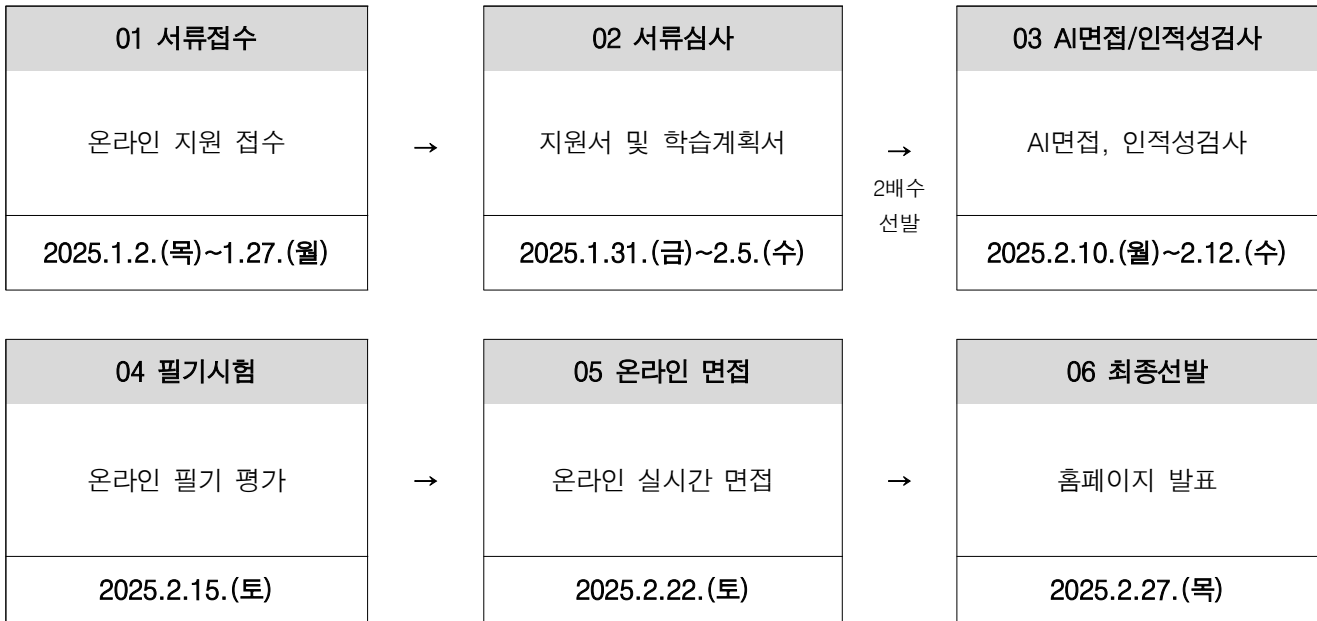 01 서류접수
02 서류심사
03 AI면접/인적성검사
온라인 지원 접수
→
지원서 및 학습계획서
→
2배수
선발
AI면접, 인적성검사
2025.1.2.(목)~1.27.(월)
2025.1.31.(금)~2.5.(수)
2025.2.10.(월)~2.12.(수)
04 필기시험
05 온라인 면접
06 최종선발
온라인 필기 평가
→
온라인 실시간 면접
→
홈페이지 발표
2025.2.15.(토)
2025.2.22.(토)
2025.2.27.(목)